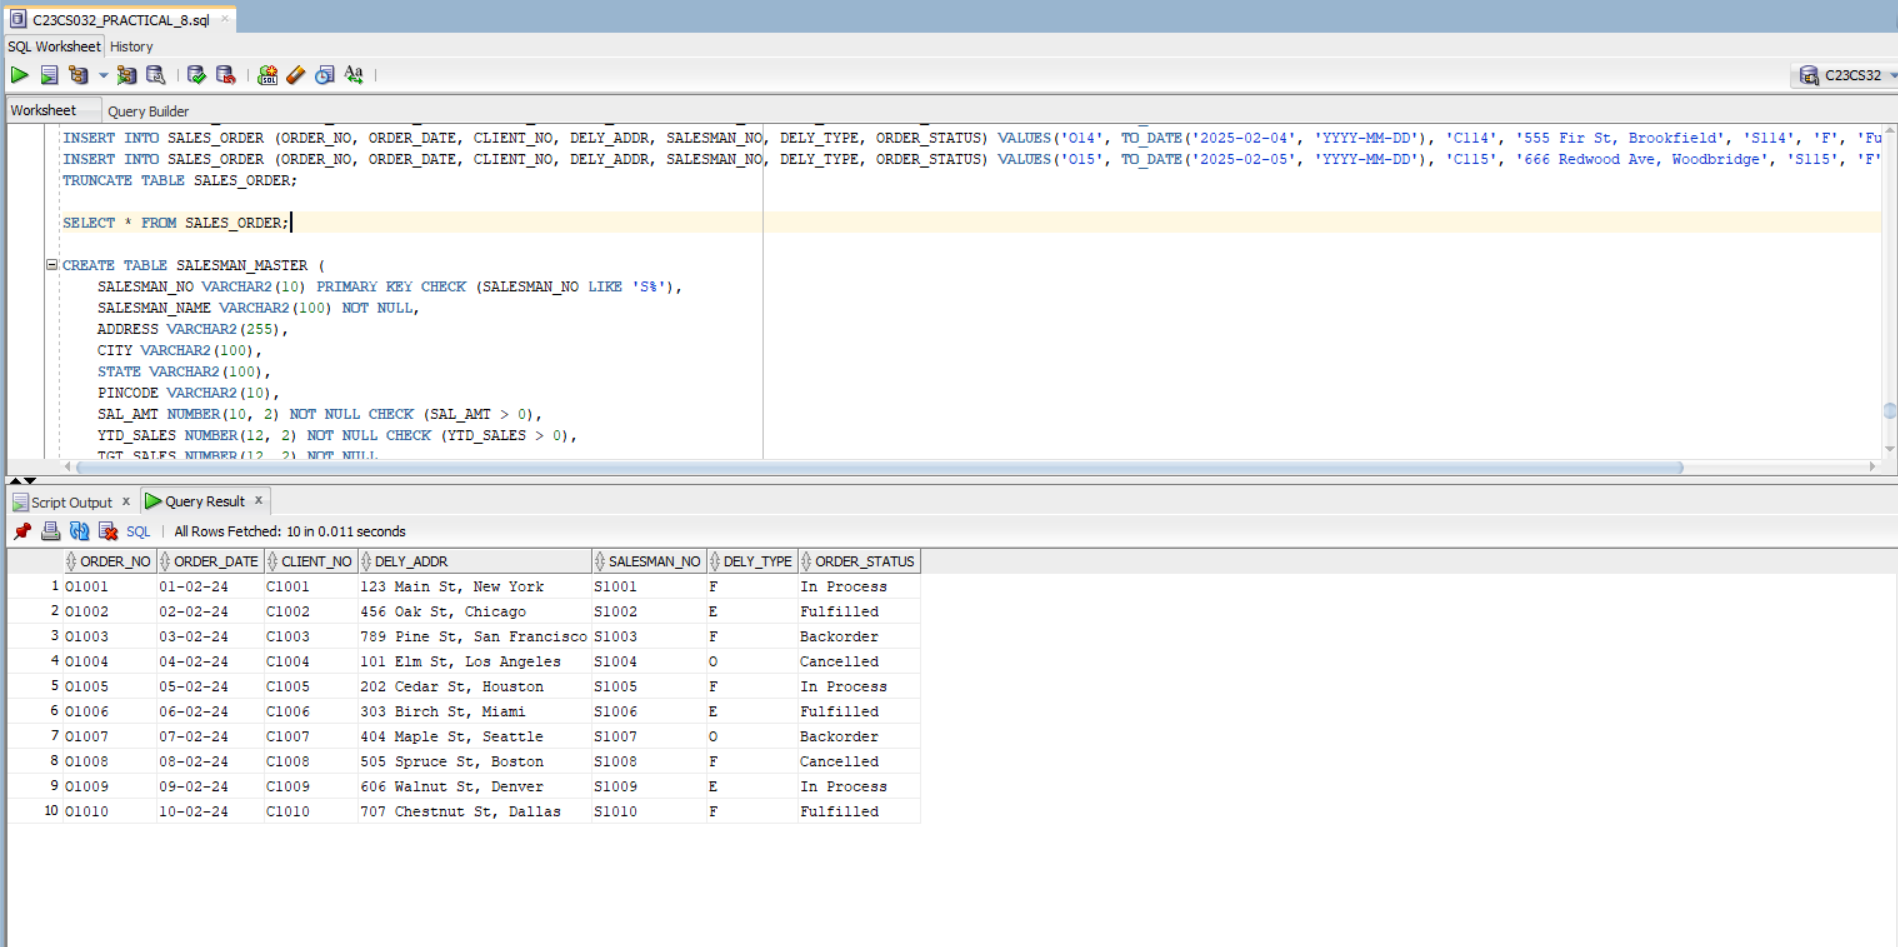 C23CS032_PRACTICAL_8.sql
SQL Worksheet History
C23CS32
Worksheet Query Builder
INSERT INTO SALES_ORDER (ORDER_NO, ORDER_DATE, CLIENT_NO, DELY_ADDR, SALESMAN_NO, DELY_TYPE, ORDER_STATUS) VALUES('O14', TO_DATE('2025-02-04', 'YYYY-MM-DD'), 'C114', '555 Fir St, Brookfield', 'S114', 'F', 'Fu
INSERT INTO SALES_ORDER (ORDER_NO, ORDER_DATE, CLIENT_NO, DELY_ADDR, SALESMAN_NO, DELY_TYPE, ORDER_STATUS) VALUES('O15', TO_DATE('2025-02-05', 'YYYY-MM-DD'), 'C115', '666 Redwood Ave, Woodbridge', 'S115', 'F'
TRUNCATE TABLE SALES_ORDER;
SELECT * FROM SALES_ORDER;
CREATE TABLE SALESMAN_MASTER (
SALESMAN_NO VARCHAR2(10) PRIMARY KEY CHECK (SALESMAN_NO LIKE 'S%'),
SALESMAN_NAME VARCHAR2(100) NOT NULL,
ADDRESS VARCHAR2(255),
CITY VARCHAR2(100),
STATE VARCHAR2(100),
PINCODE VARCHAR2(10),
SAL_AMT NUMBER(10, 2) NOT NULL CHECK (SAL_AMT > 0),
YTD_SALES NUMBER(12, 2) NOT NULL CHECK (YTD_SALES > 0),
TGT_SALES NUMBER(12, 2) NOT NULL
Script Output x Query Result x
SQL All Rows Fetched: 10 in 0.011 seconds
ORDER_NO ORDER_DATE CLIENT_NO DELY_ADDR SALESMAN_NO DELY_TYPE ORDER_STATUS
1 O1001 01-02-24 C1001 123 Main St, New York S1001 F In Process
2 O1002 02-02-24 C1002 456 Oak St, Chicago S1002 E Fulfilled
3 O1003 03-02-24 C1003 789 Pine St, San Francisco S1003 F Backorder
4 O1004 04-02-24 C1004 101 Elm St, Los Angeles S1004 O Cancelled
5 O1005 05-02-24 C1005 202 Cedar St, Houston S1005 F In Process
6 O1006 06-02-24 C1006 303 Birch St, Miami S1006 E Fulfilled
7 O1007 07-02-24 C1007 404 Maple St, Seattle S1007 O Backorder
8 O1008 08-02-24 C1008 505 Spruce St, Boston S1008 F Cancelled
9 O1009 09-02-24 C1009 606 Walnut St, Denver S1009 E In Process
10 O1010 10-02-24 C1010 707 Chestnut St, Dallas S1010 F Fulfilled